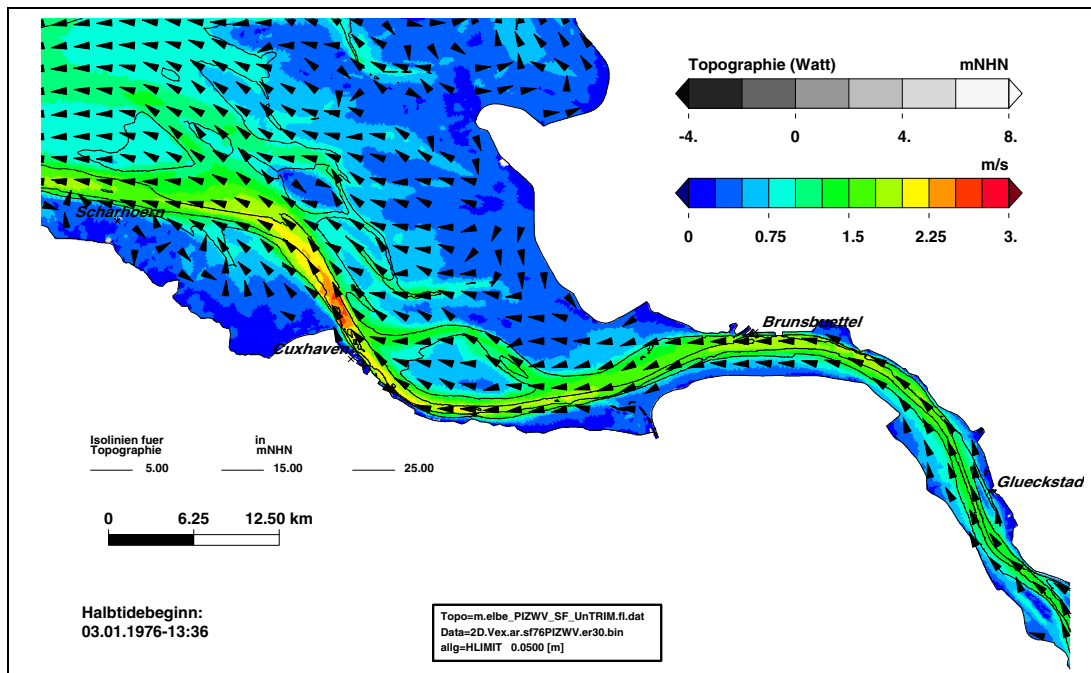 Topographie (Watt) mNHN
-4. 0 4. 8.
m/s
0 0.75 1.5 2.25 3.
Scharhoern
Brunsbuettel
Cuxhaven
Glueckstad
Isolinien fuer in
Topographie mNHN
5.00 15.00 25.00
0 6.25 12.50 km
Halbtidebeginn:
03.01.1976-13:36
Topo=m.elbe_PIZWV_SF_UnTRIM.fl.dat
Data=2D.Vex.ar.sf76PIZWV.er30.bin
allg=HLIMIT 0.0500 [m]